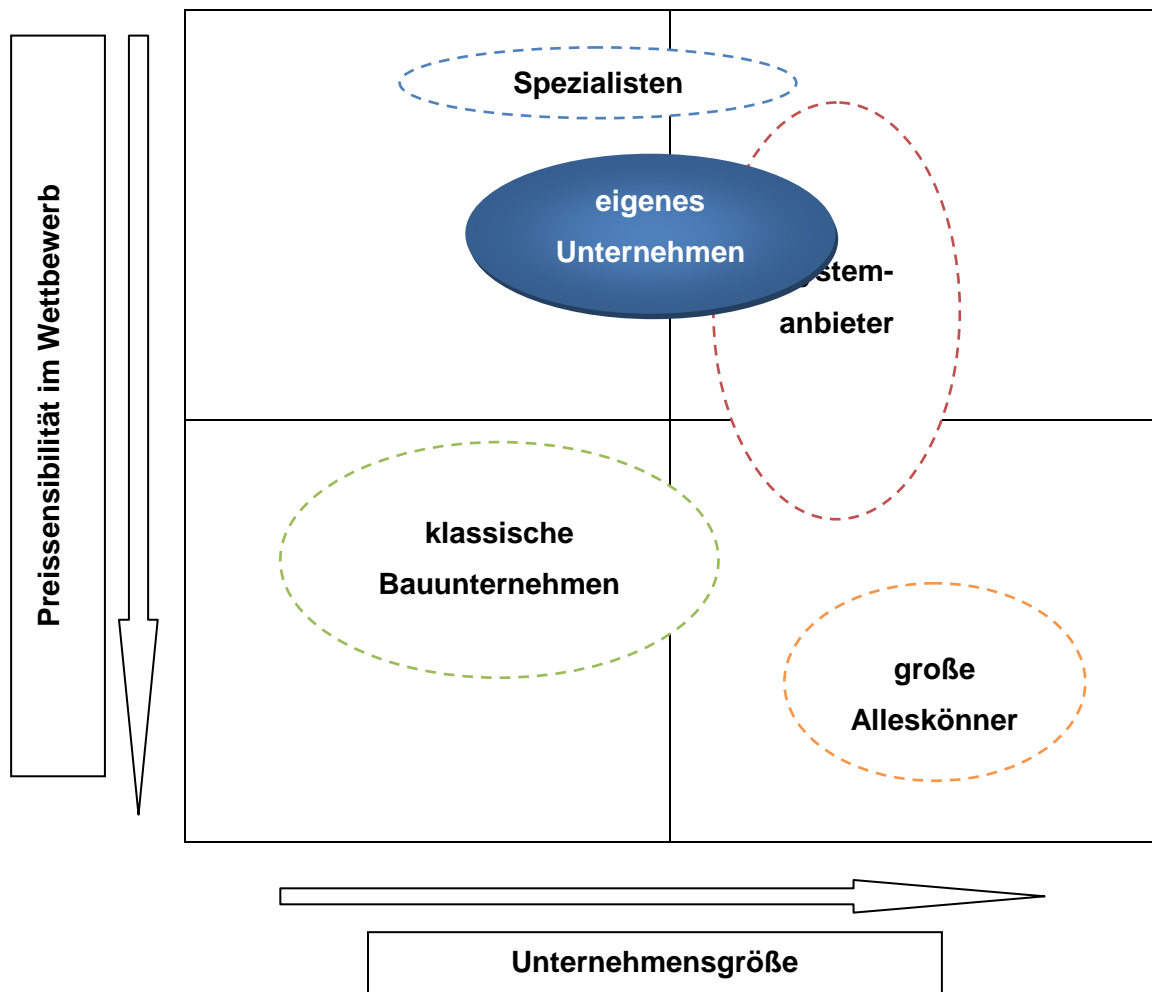 Preissensibilität im Wettbewerb
Spezialisten
eigenes
Unternehmen
ystem-
anbieter
klassische
Bauunternehmen
große
Alleskönner
Unternehmensgröße